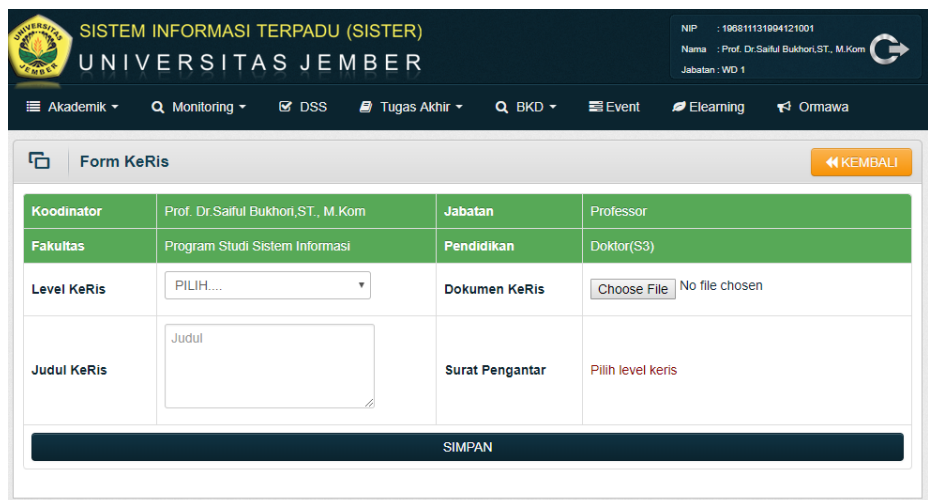 UNIVERSITAS
JEMBER
SISTEM INFORMASI TERPADU (SISTER)
UNIVERSITAS JEMBER
NIP : 196811131994121001
Nama : Prof. Dr.Saiful Bukhori,ST., M.Kom
Jabatan : WD 1
Akademik Monitoring DSS Tugas Akhir BKD Event Elearning Ormawa
Form KeRis KEMBALI
Koodinator Prof. Dr.Saiful Bukhori,ST., M.Kom Jabatan Professor
Fakultas Program Studi Sistem Informasi Pendidikan Doktor(S3)
Level KeRis PILIH.... Dokumen KeRis Choose File No file chosen
Judul KeRis Judul Surat Pengantar Pilih level keris
SIMPAN